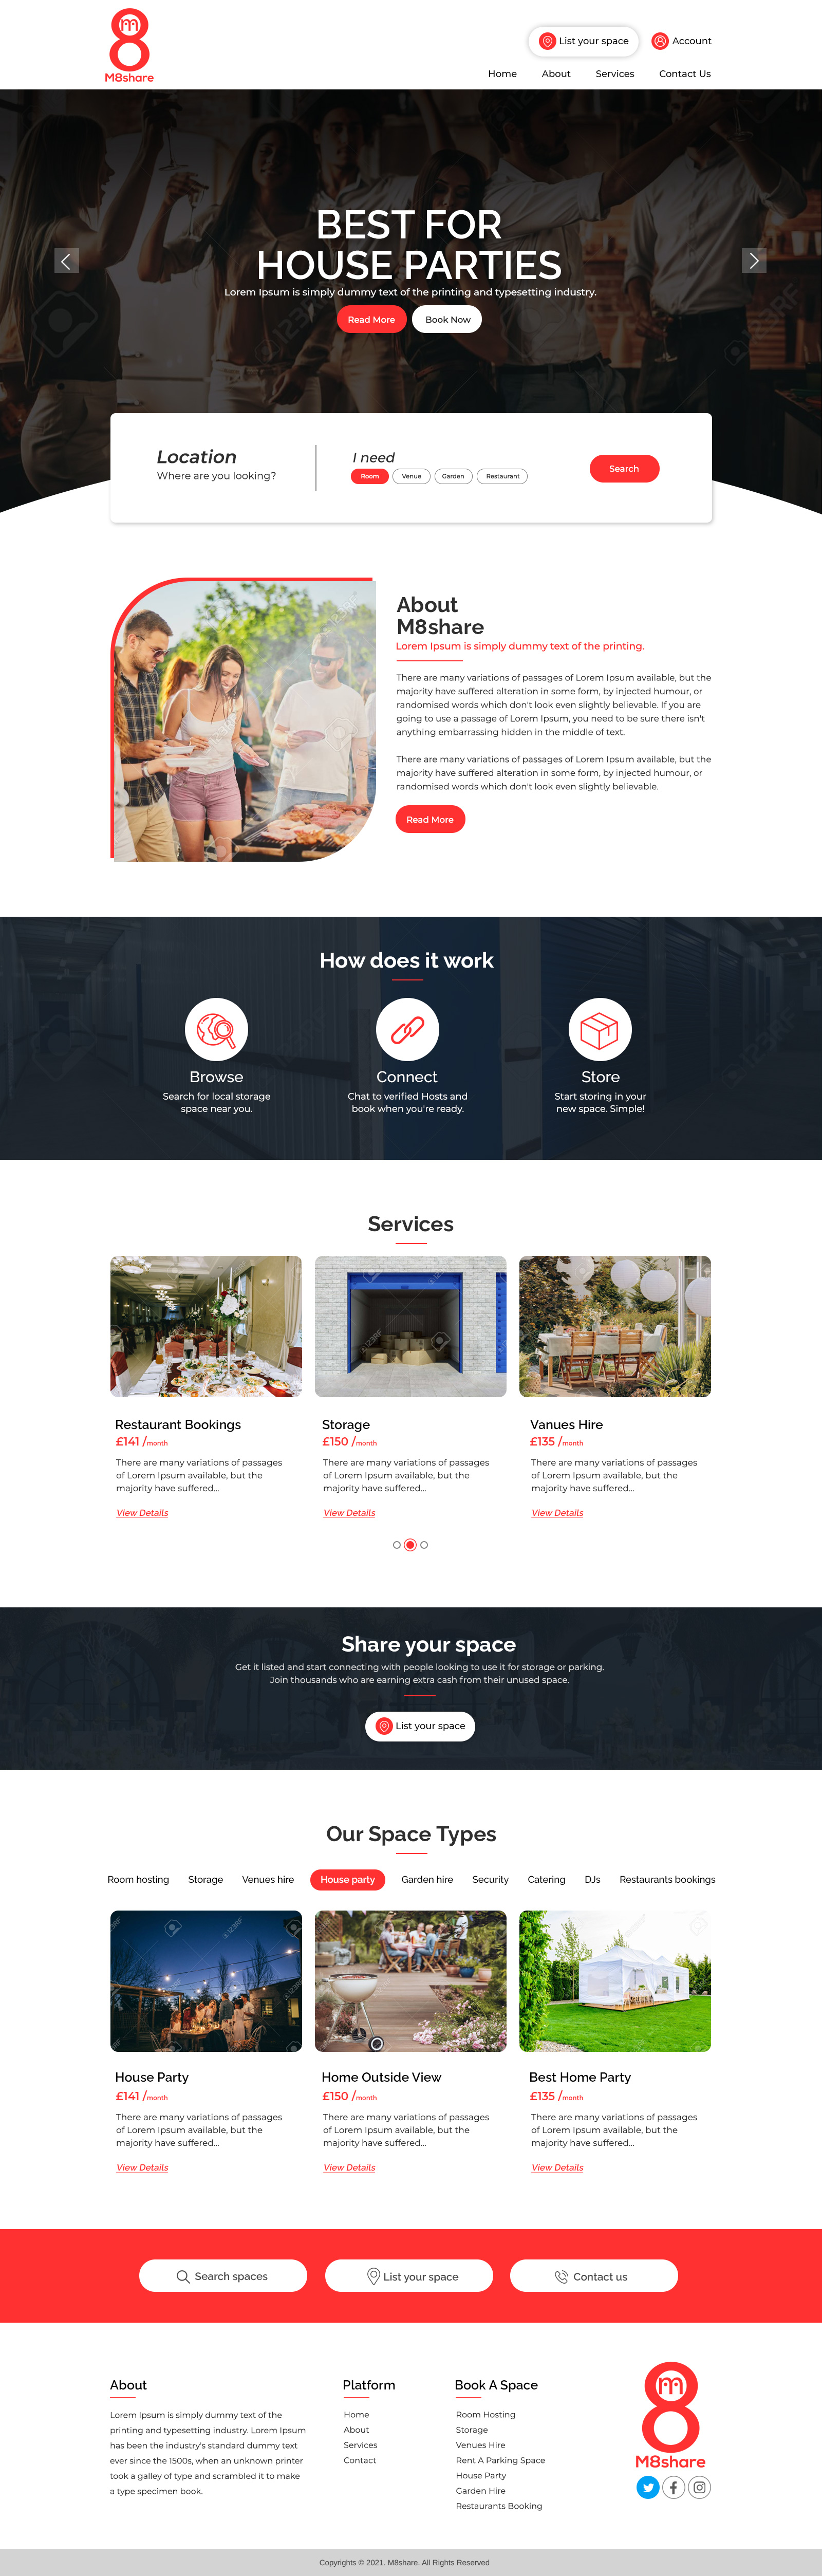 m
M8share
List your space
Account
Home
About
Services
Contact Us
BEST FOR
HOUSE PARTIES
Lorem Ipsum is simply dummy text of the printing and typesetting industry.
Read More
Book Now
Location
Where are you looking?
I need
Room
Venue
Garden
Restaurant
Search
About
M8share
Lorem Ipsum is simply dummy text of the printing.
There are many variations of passages of Lorem Ipsum available, but the
majority have suffered alteration in some form, by injected humour, or
randomised words which don't look even slightly believable. If you are
going to use a passage of Lorem Ipsum, you need to be sure there isn't
anything embarrassing hidden in the middle of text.
There are many variations of passages of Lorem Ipsum available, but the
majority have suffered alteration in some form, by injected humour, or
randomised words which don't look even slightly believable.
Read More
How does it work
Browse
Search for local storage
space near you.
Connect
Chat to verified Hosts and
book when you're ready.
Store
Start storing in your
new space. Simple!
Services
Restaurant Bookings
£141 /month
There are many variations of passages
of Lorem Ipsum available, but the
majority have suffered...
View Details
Storage
£150 /month
There are many variations of passages
of Lorem Ipsum available, but the
majority have suffered...
View Details
Vanues Hire
£135 /month
There are many variations of passages
of Lorem Ipsum available, but the
majority have suffered...
View Details
Share your space
Get it listed and start connecting with people looking to use it for storage or parking.
Join thousands who are earning extra cash from their unused space.
List your space
Our Space Types
Room hosting
Storage
Venues hire
House party
Garden hire
Security
Catering
DJs
Restaurants bookings
House Party
£141 /month
There are many variations of passages
of Lorem Ipsum available, but the
majority have suffered...
View Details
Home Outside View
£150 /month
There are many variations of passages
of Lorem Ipsum available, but the
majority have suffered...
View Details
Best Home Party
£135 /month
There are many variations of passages
of Lorem Ipsum available, but the
majority have suffered...
View Details
Search spaces
List your space
Contact us
About
Lorem Ipsum is simply dummy text of the
printing and typesetting industry. Lorem Ipsum
has been the industry's standard dummy text
ever since the 1500s, when an unknown printer
took a galley of type and scrambled it to make
a type specimen book.
Platform
Home
About
Services
Contact
Book A Space
Room Hosting
Storage
Venues Hire
Rent A Parking Space
House Party
Garden Hire
Restaurants Booking
m
M8share
Copyrights © 2021. M8share. All Rights Reserved